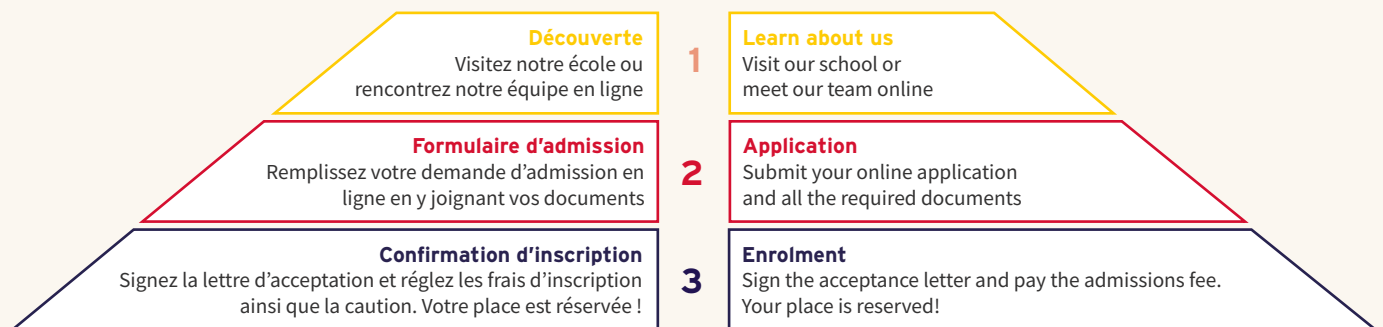 Découverte
Visitez notre école ou
rencontrez notre équipe en ligne
1
Learn about us
Visit our school or
meet our team online
Formulaire d’admission
Remplissez votre demande d’admission en
ligne en y joignant vos documents
2
Application
Submit your online application
and all the required documents
Confirmation d’inscription
Signez la lettre d’acceptation et réglez les frais d’inscription
ainsi que la caution. Votre place est réservée !
3
Enrolment
Sign the acceptance letter and pay the admissions fee.
Your place is reserved!